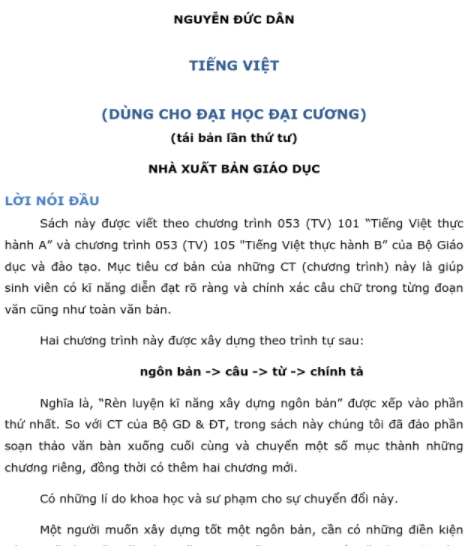 NGUYỄN ĐỨC DÂN
TIẾNG VIỆT
(DÙNG CHO ĐẠI HỌC ĐẠI CƯƠNG)
(tái bản lần thứ tư)
NHÀ XUẤT BẢN GIÁO DỤC
LỜI NÓI ĐẦU
Sách này được viết theo chương trình 053 (TV) 101 “Tiếng Việt thực
hành A” và chương trình 053 (TV) 105 "Tiếng Việt thực hành B” của Bộ Giáo
dục và đào tạo. Mục tiêu cơ bản của những CT (chương trình) này là giúp
sinh viên có kĩ năng diễn đạt rõ ràng và chính xác câu chữ trong từng đoạn
văn cũng như toàn văn bản.
Hai chương trình này được xây dựng theo trình tự sau:
ngôn bản -> câu -> từ -> chính tả
Nghĩa là, “Rèn luyện kĩ năng xây dựng ngôn bản” được xếp vào phần
thứ nhất. So với CT của Bộ GD & ĐT, trong sách này chúng tôi đã đảo phần
soạn thảo văn bản xuống cuối cùng và chuyển một số mục thành những
chương riêng, đồng thời có thêm hai chương mới.
Có những lí do khoa học và sư phạm cho sự chuyển đổi này.
Một người muốn xây dựng tốt một ngôn bản, cần có những điền kiện